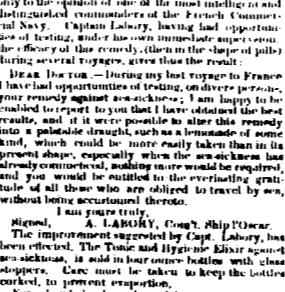 only to the opinion of one of the most intelligent and
distinguished commanders of the French Commer-
cial Navy. Captain Labory, having had opportuni-
ties of testing, under his own immediate supervision,
the efficacy of this remedy, (then in the shape of pills)
during several voyages, gives thus the result:
DEAR DOCTOR.—During my last voyage to France
I have had opportunities of testing, on divers persons,
your remedy against sea-sickness; I am happy to be
enabled to report to you that I have obtained the best
results, and if it were possible to alter this remedy
into a palatable draught, such as a lemonade of some
kind, which could be more easily taken than in its
present shape, especially when the sea-sickness has
already commenced, nothing more would be required,
and you would be entitled to the everlasting grati-
tude of all those who are obliged to travel by sea,
without being accustomed thereto.
I am yours truly,
Signed, A. LABORY, Com't. Ship l'Oscar.
The improvement suggested by Capt. Labory, has
been effected. The Tonic and Hygienic Elixir against
sea-sickness, is sold in four ounce bottles with glass
stoppers. Care must be taken to keep the bottles
corked, to prevent evaportion.